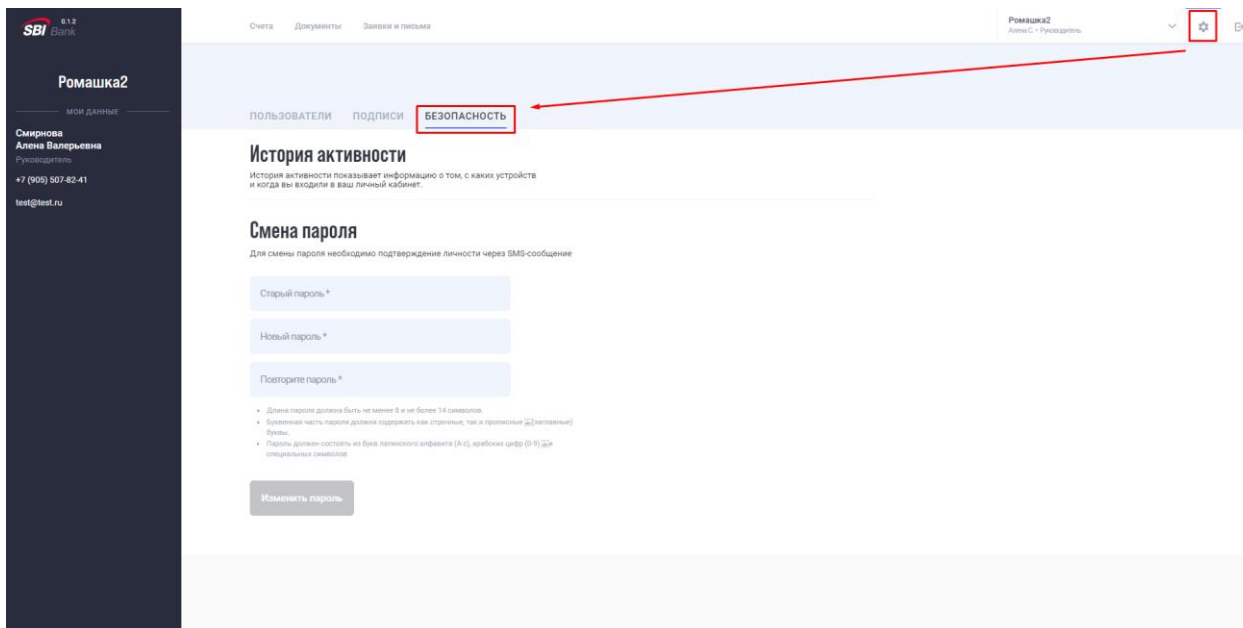 SBI Bank
0.1.2
Счета Документы Заявки и письма
Ромашка2
Алена С. • Руководитель
Ромашка2
МОИ ДАННЫЕ
Смирнова
Алена Валерьевна
Руководитель
+7 (905) 507-82-41
test@test.ru
ПОЛЬЗОВАТЕЛИ ПОДПИСИ БЕЗОПАСНОСТЬ
История активности
История активности показывает информацию о том, с каких устройств
и когда вы входили в ваш личный кабинет.
Смена пароля
Для смены пароля необходимо подтверждение личности через SMS-сообщение
Старый пароль *
Новый пароль *
Повторите пароль *
• Длина пароля должна быть не менее 8 и не более 14 символов.
• Буквенная часть пароля должна содержать как строчные, так и прописные (заглавные)
буквы.
• Пароль должен состоять из букв латинского алфавита (A-z), арабских цифр (0-9) и
специальных символов
Изменить пароль